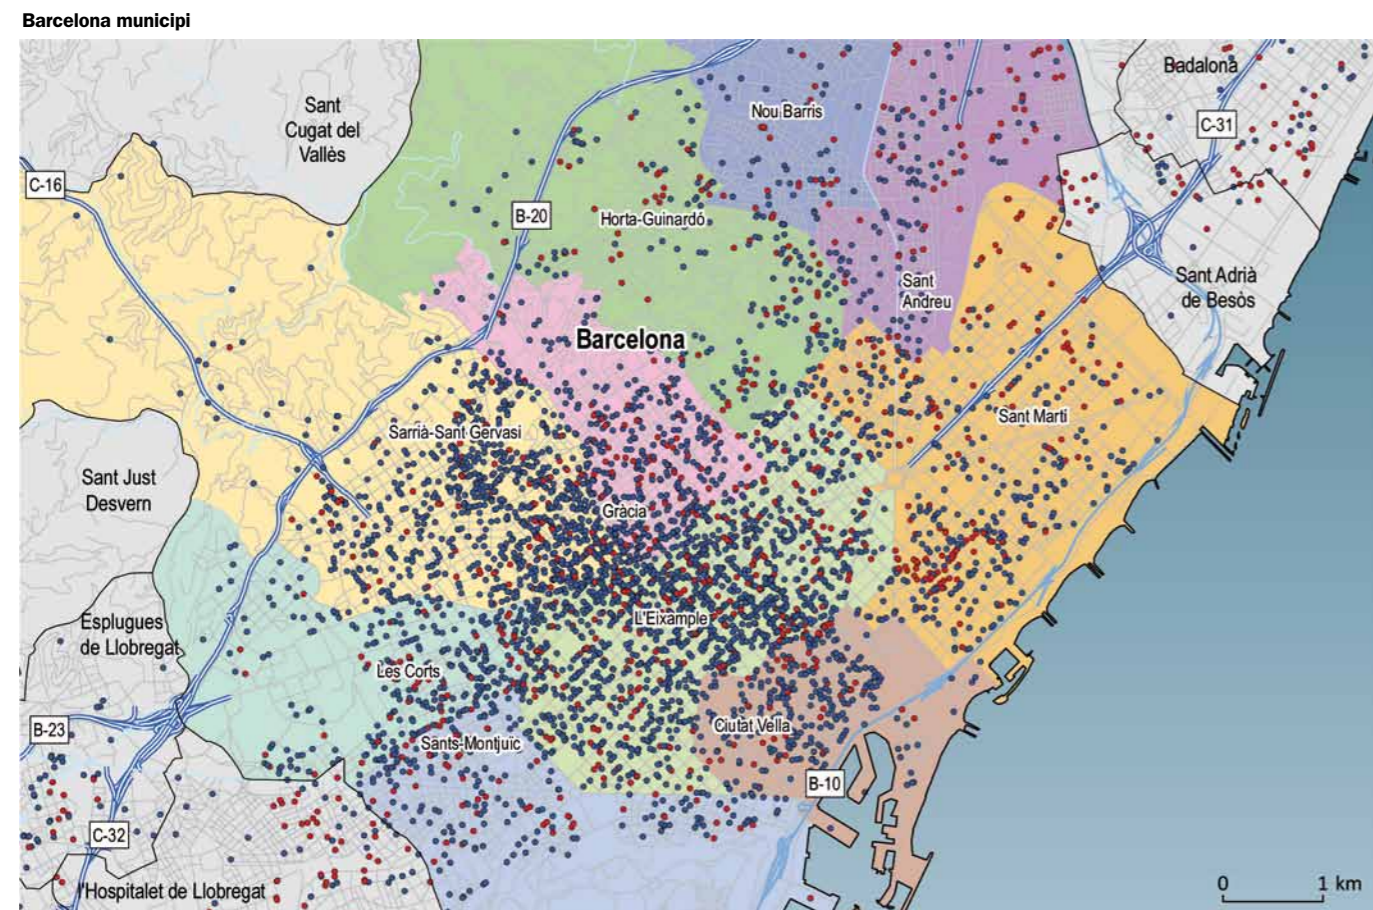 Barcelona municipi
Badalona
Sant
Cugat del
Vallès
Nou Barris
C-31
C-16
B-20
Horta-Guinardó
Sant
Andreu
Sant Adrià
de Besòs
Barcelona
Sant Martí
Sarrià-Sant Gervasi
Sant Just
Desvern
Gràcia
Esplugues
de Llobregat
L'Eixample
Les Corts
B-23
Ciutat Vella
Sants-Montjuïc
B-10
C-32
l'Hospitalet de Llobregat
0 1 km